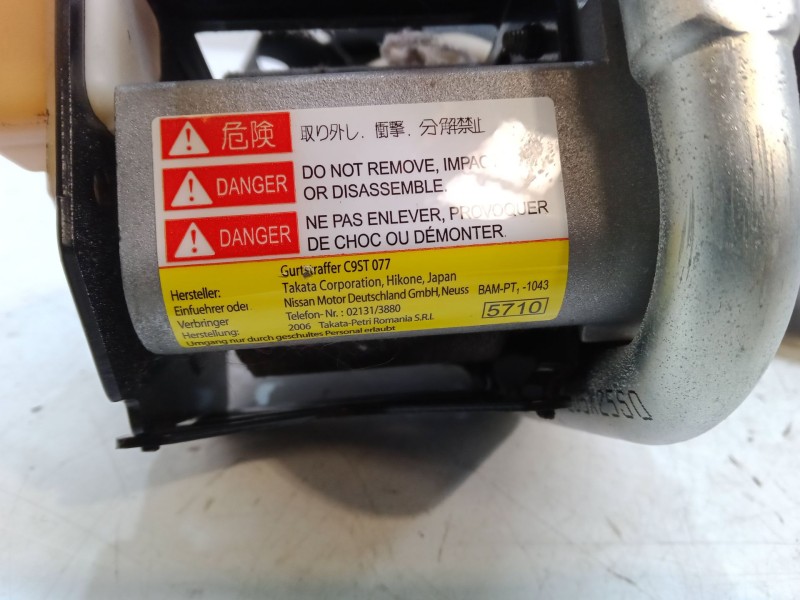 危険 取り外し，衝撃，分解禁止
DANGER DO NOT REMOVE, IMPAC
OR DISASSEMBLE.
DANGER NE PAS ENLEVER, PROVOQUER
DE CHOC OU DÉMONTER.
Gurtstraffer C9ST 077
Hersteller: Takata Corporation, Hikone, Japan
Einfuehrer oder Nissan Motor Deutschland GmbH, Neuss BAM-PT₁ -1043
Verbringer Telefon-Nr. : 02131/3880 5710
Herstellung: 2006 Takata-Petri Romania S.R.I.
Umgang nur durch geschultes Personal erlaubt